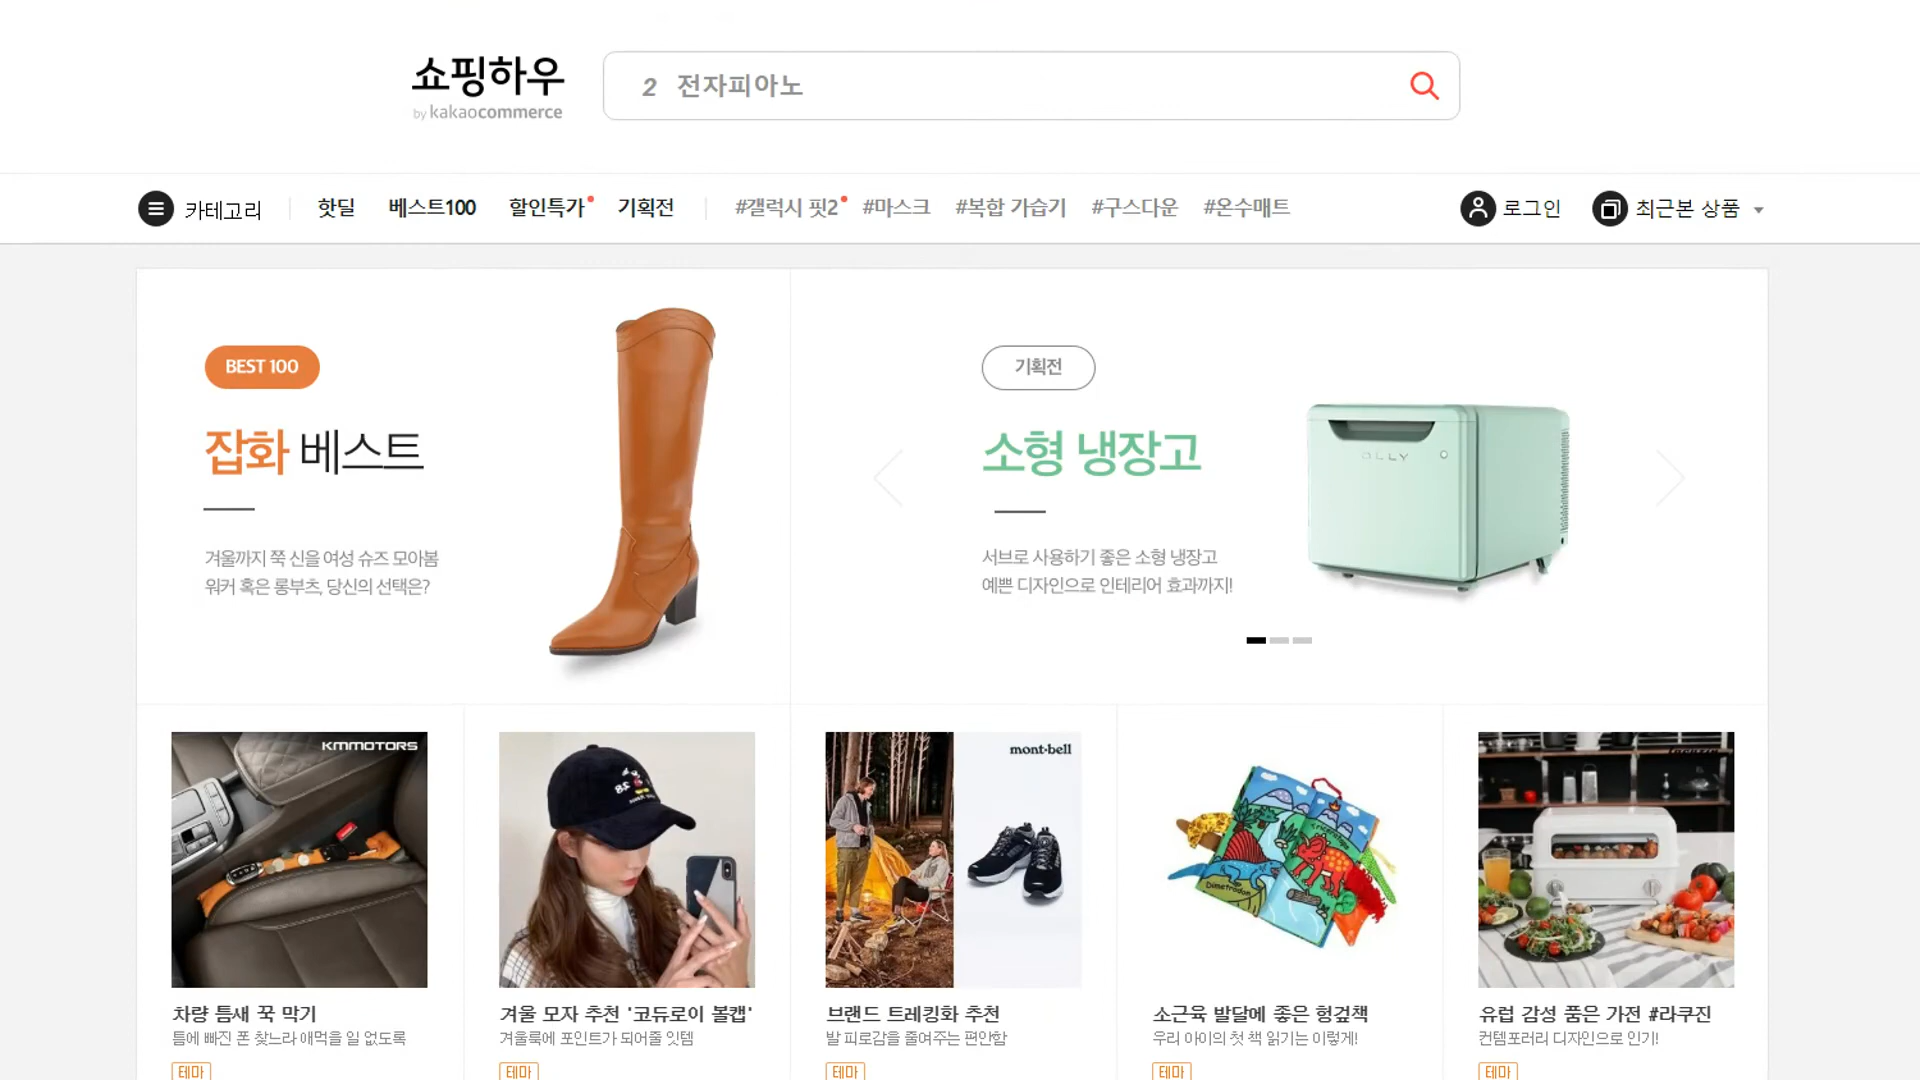 쇼핑하우
by kakaocommerce
2 전자피아노
카테고리
핫딜
베스트100
할인특가
기획전
#갤럭시 핏2
#마스크
#복합 가습기
#구스다운
#온수매트
로그인
최근본 상품
BEST 100
잡화 베스트
겨울까지 쭉 신을 여성 슈즈 모아봄
워커 혹은 롱부츠, 당신의 선택은?
기획전
소형 냉장고
서브로 사용하기 좋은 소형 냉장고
예쁜 디자인으로 인테리어 효과까지!
OLLY
KMMOTORS
mont·bell
Dimetrodon
차량 틈새 꾹 막기
틈에 빠진 폰 찾느라 애먹을 일 없도록
테마
겨울 모자 추천 '코듀로이 볼캡'
겨울룩에 포인트가 되어줄 잇템
테마
브랜드 트레킹화 추천
발 피로감을 줄여주는 편안함
테마
소근육 발달에 좋은 헝겊책
우리 아이의 첫 책 읽기는 이렇게!
테마
유럽 감성 품은 가전 #라쿠진
컨템포러리 디자인으로 인기!
테마